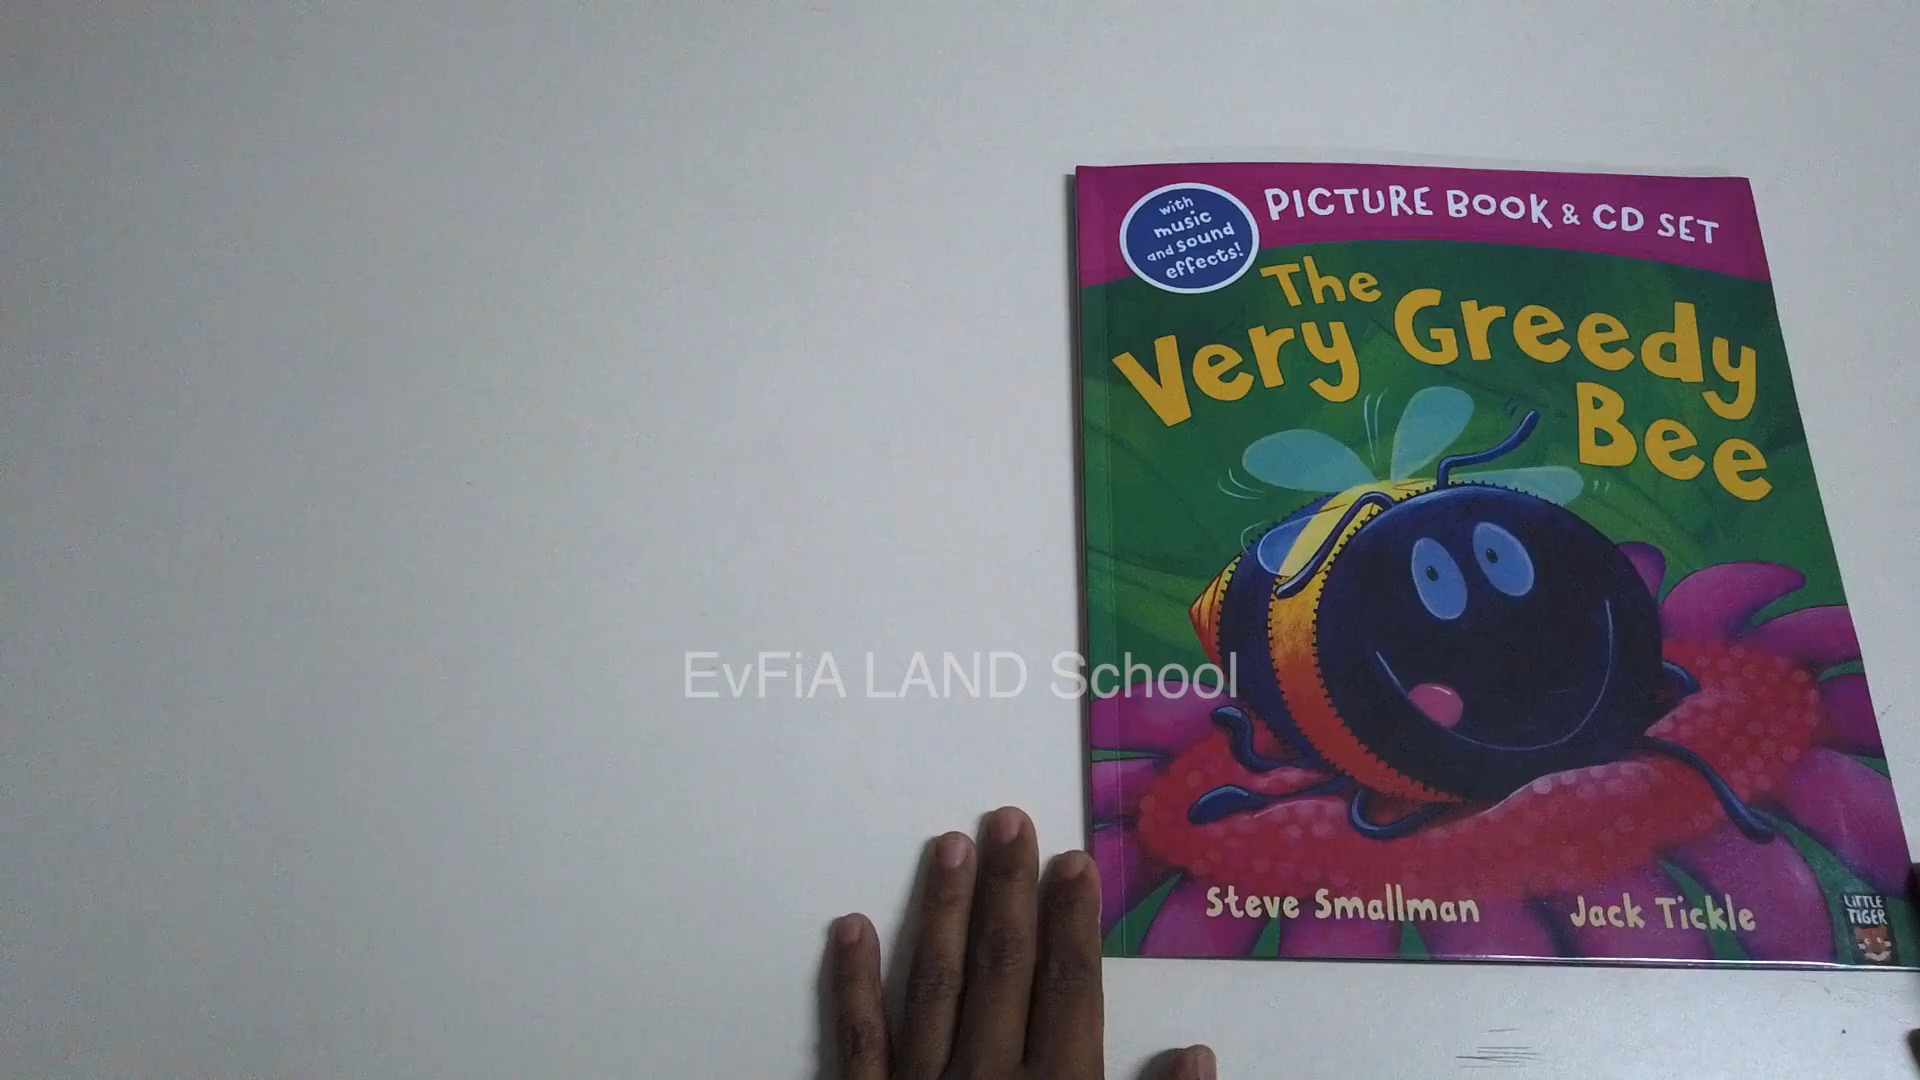 with
music
and sound
effects!
PICTURE BOOK & CD SET
The
Very Greedy
Bee
EvFiA LAND School
Steve Smallman
Jack Tickle
LITTLE
TIGER